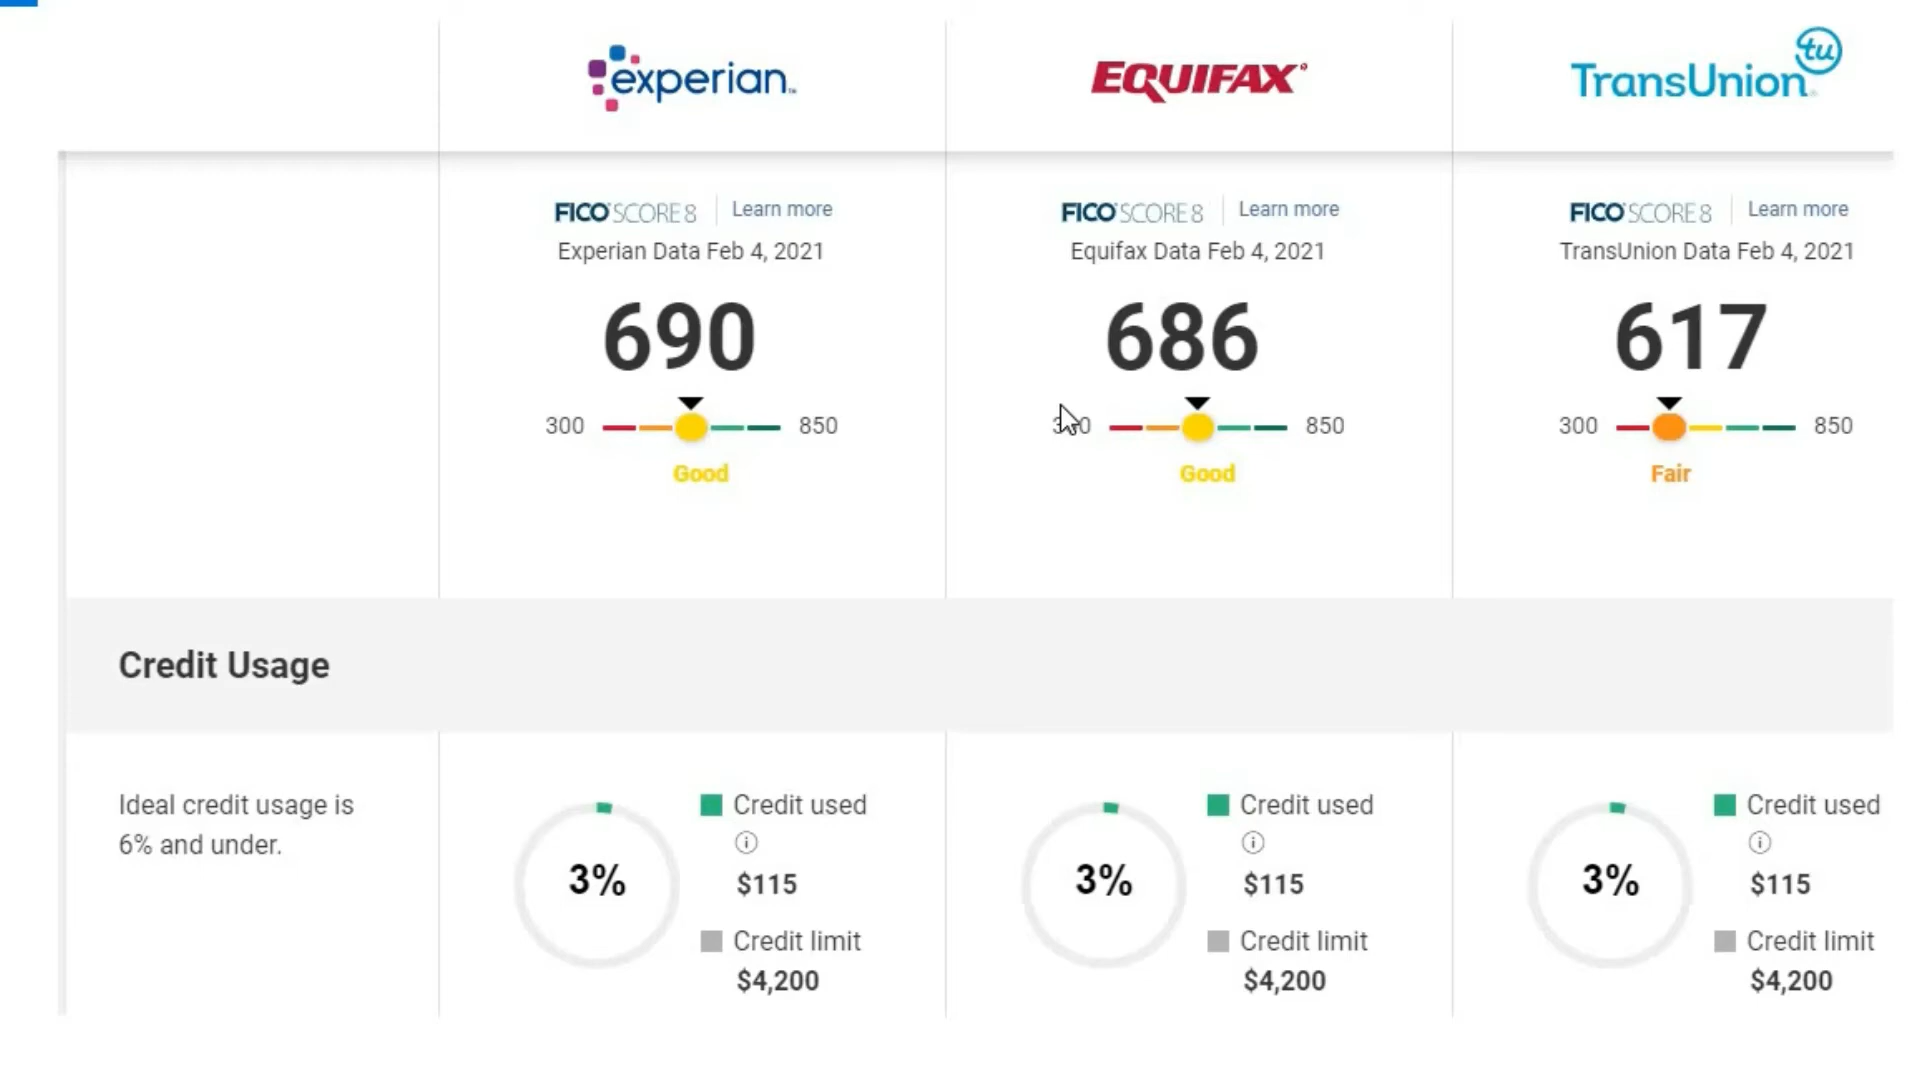 experian™
EQUIFAX®
tu
TransUnion®
FICO® SCORE 8
Learn more
Experian Data Feb 4, 2021
690
300
850
Good
FICO® SCORE 8
Learn more
Equifax Data Feb 4, 2021
686
850
Good
FICO® SCORE 8
Learn more
TransUnion Data Feb 4, 2021
617
300
850
Fair
Credit Usage
Ideal credit usage is
6% and under.
3%
Credit used
$115
Credit limit
$4,200
3%
Credit used
$115
Credit limit
$4,200
3%
Credit used
$115
Credit limit
$4,200